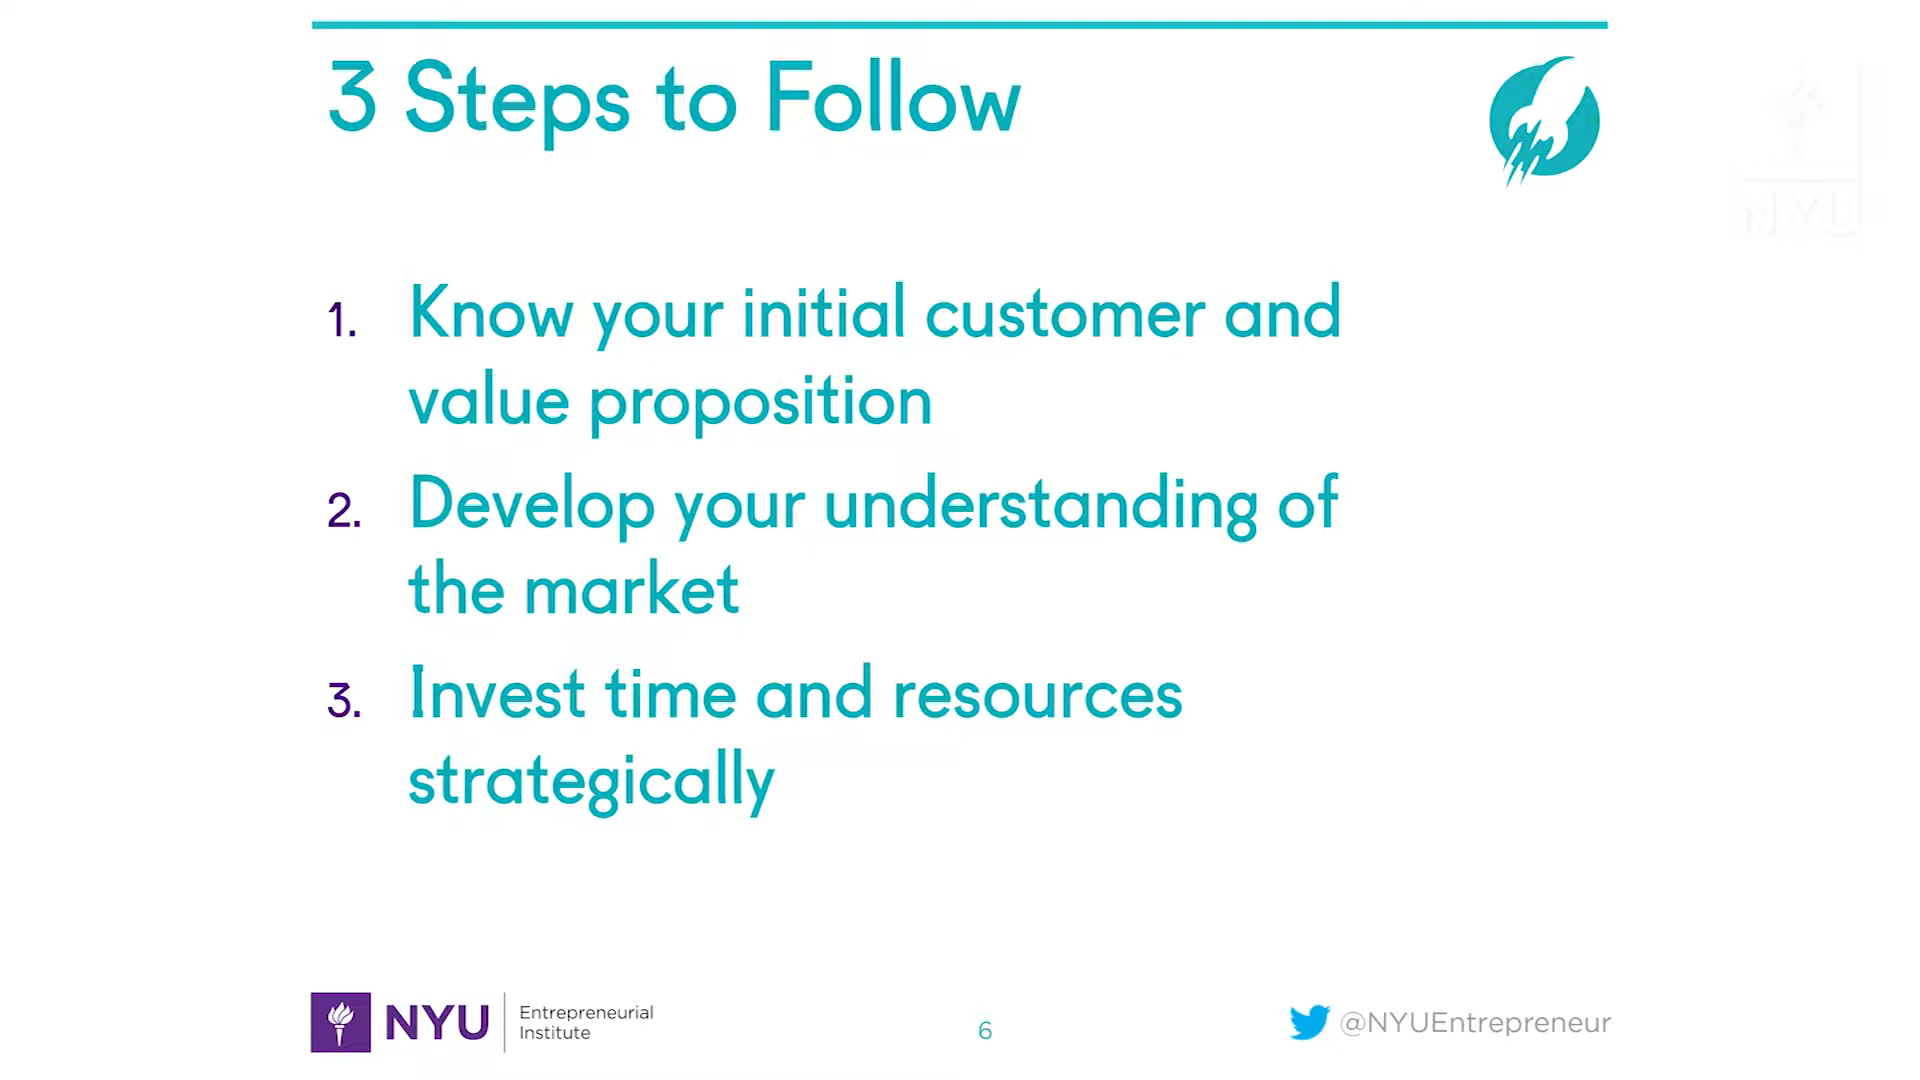 3 Steps to Follow
NYU
1. Know your initial customer and
value proposition
2. Develop your understanding of
the market
3. Invest time and resources
strategically
NYU
Entrepreneurial
Institute
6
@NYUEntrepreneur